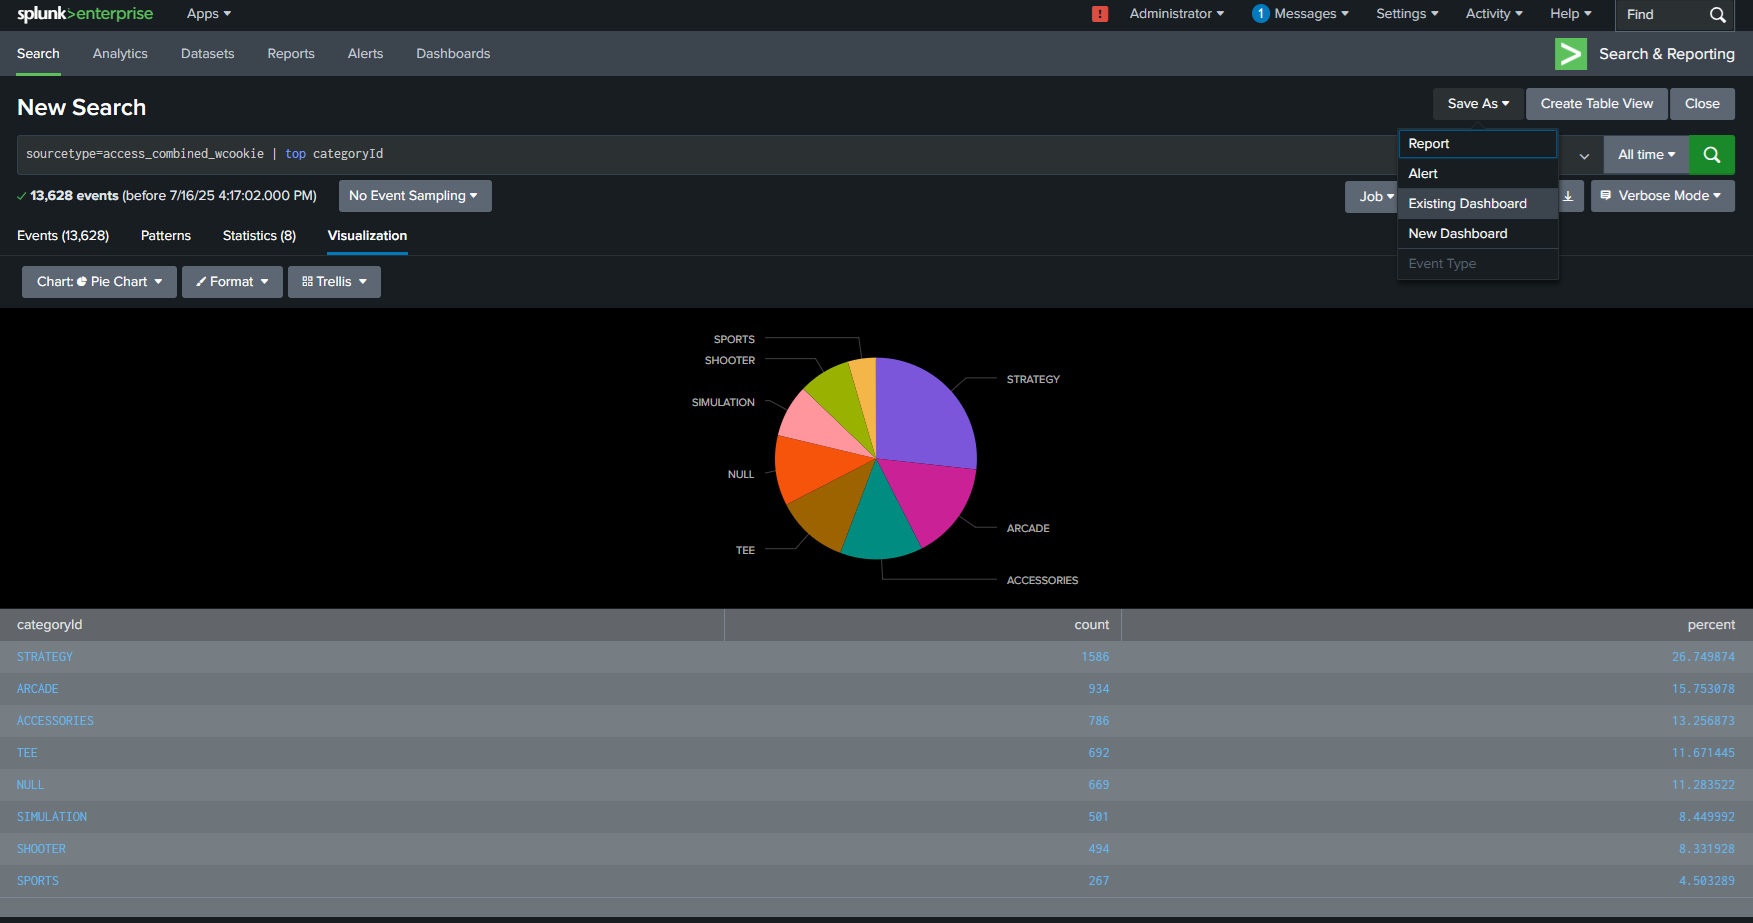 splunk>enterprise Apps ! Administrator 1 Messages Settings Activity Help Find
Search Analytics Datasets Reports Alerts Dashboards Search & Reporting
New Search Save As Create Table View Close
sourcetype=access_combined_wcookie | top categoryId All time
Report
Alert
Existing Dashboard
New Dashboard
Event Type
13,628 events (before 7/16/25 4:17:02.000 PM) No Event Sampling Job Verbose Mode
Events (13,628) Patterns Statistics (8) Visualization
Chart: Pie Chart Format Trellis
SPORTS
SHOOTER
STRATEGY
SIMULATION
NULL
ARCADE
TEE
ACCESSORIES
categoryId count percent
STRATEGY 1586 26.749874
ARCADE 934 15.753078
ACCESSORIES 786 13.256873
TEE 692 11.671445
NULL 669 11.283522
SIMULATION 501 8.449992
SHOOTER 494 8.331928
SPORTS 267 4.503289